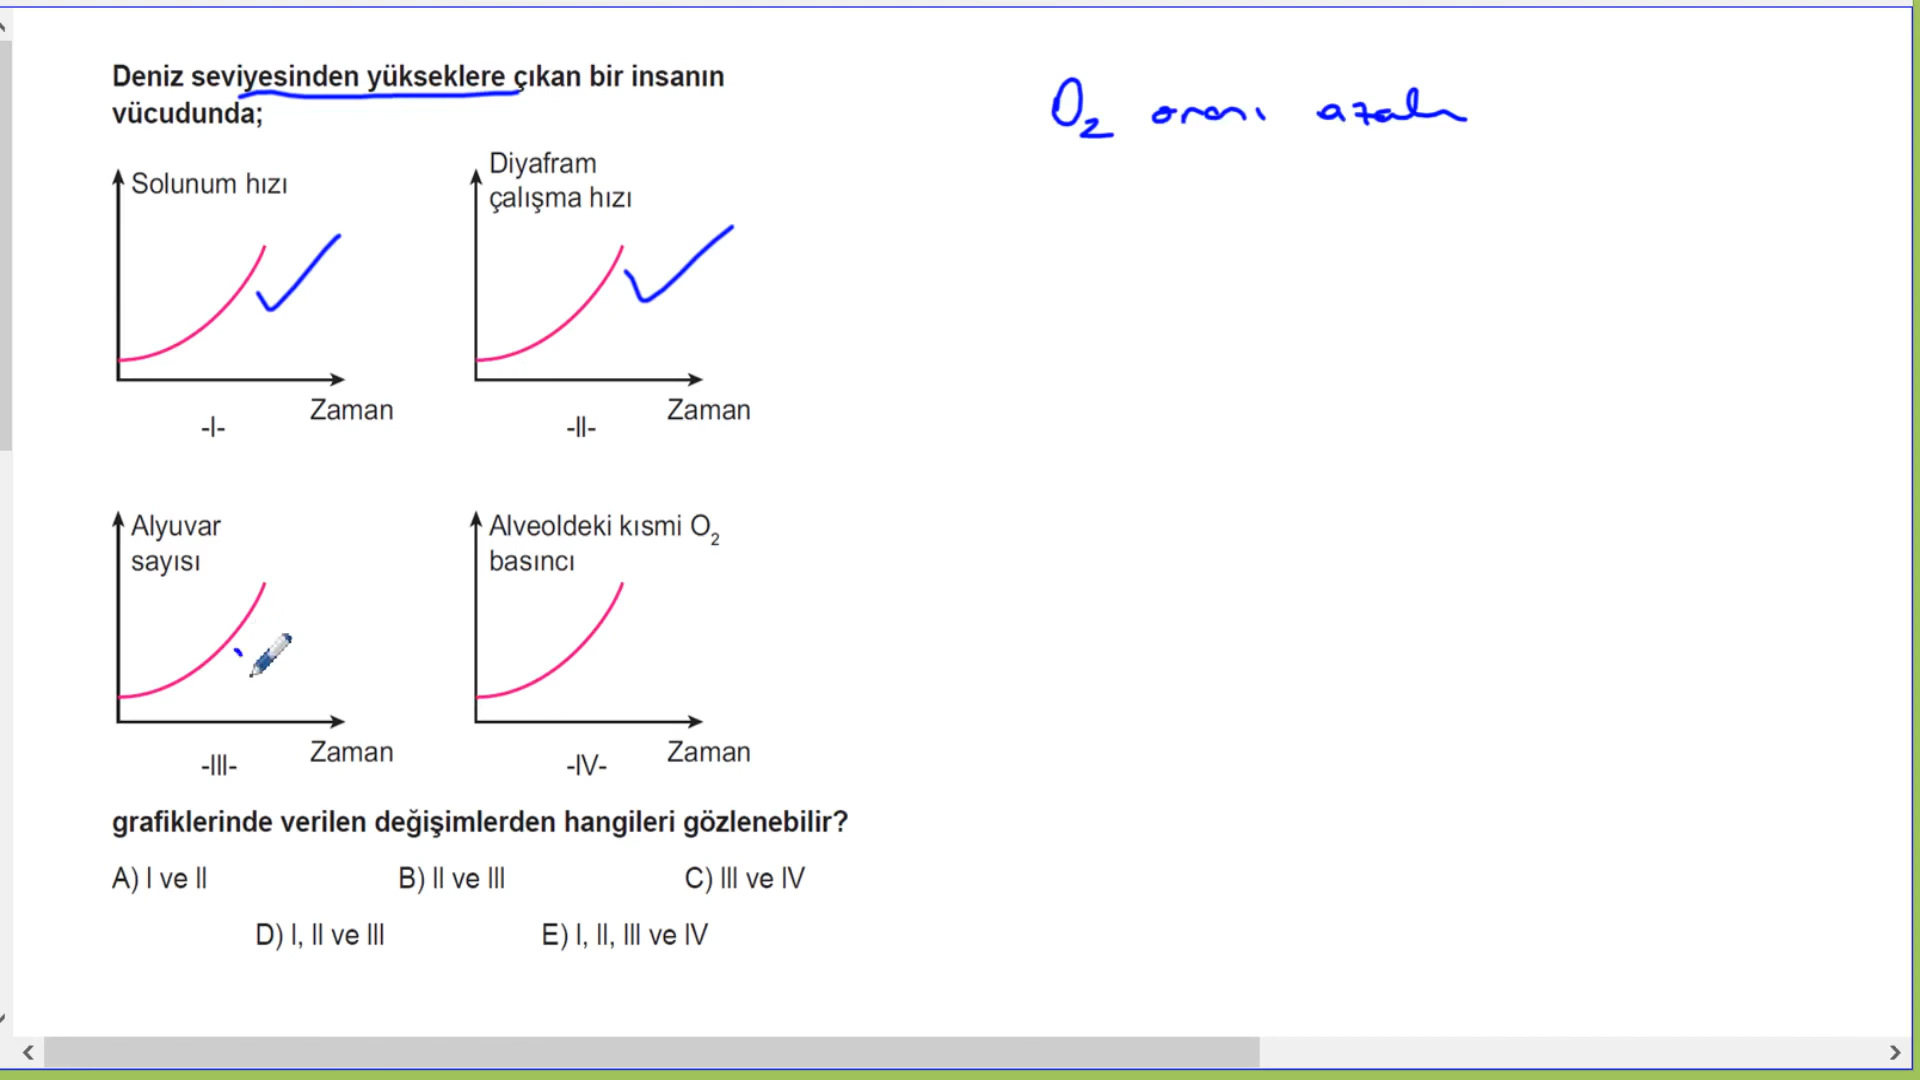 Deniz seviyesinden yükseklere çıkan bir insanın
vücudunda;
O₂ oranı azalır
Solunum hızı
Zaman
-I-
Diyafram
çalışma hızı
Zaman
-II-
Alyuvar
sayısı
Zaman
-III-
Alveoldeki kısmi O₂
basıncı
Zaman
-IV-
grafiklerinde verilen değişimlerden hangileri gözlenebilir?
A) I ve II B) II ve III C) III ve IV
D) I, II ve III E) I, II, III ve IV